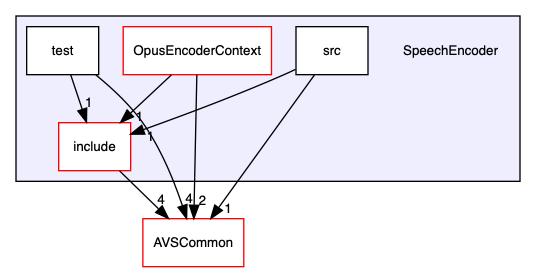 test
OpusEncoderContext
src
SpeechEncoder
1
1
1
include
4
4
2
1
AVSCommon